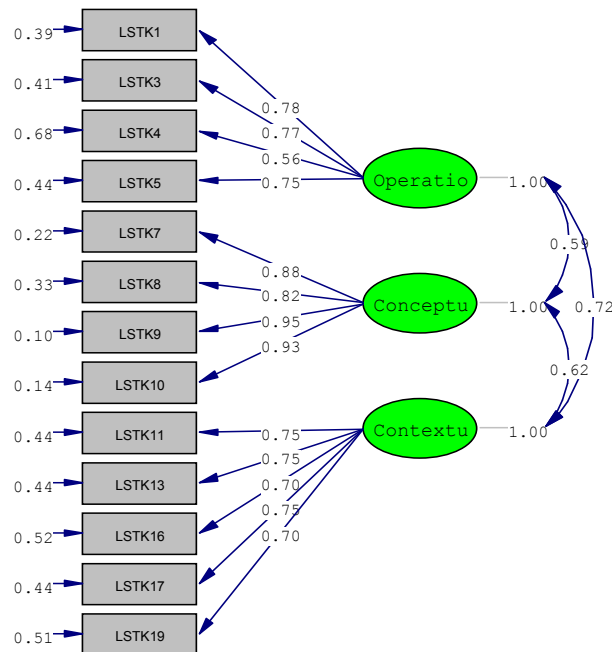 0.39 LSTK1
0.41 LSTK3
0.78
0.68 LSTK4
0.77
0.56
0.44 LSTK5 0.75 Operatio 1.00
0.22 LSTK7
0.59
0.88
0.33 LSTK8
0.82
0.95 Conceptu 1.00 0.72
0.10 LSTK9
0.93
0.14 LSTK10
0.62
0.44 LSTK11 0.75 Contextu 1.00
0.75
0.44 LSTK13
0.70
0.75
0.52 LSTK16 0.70
0.44 LSTK17
0.51 LSTK19